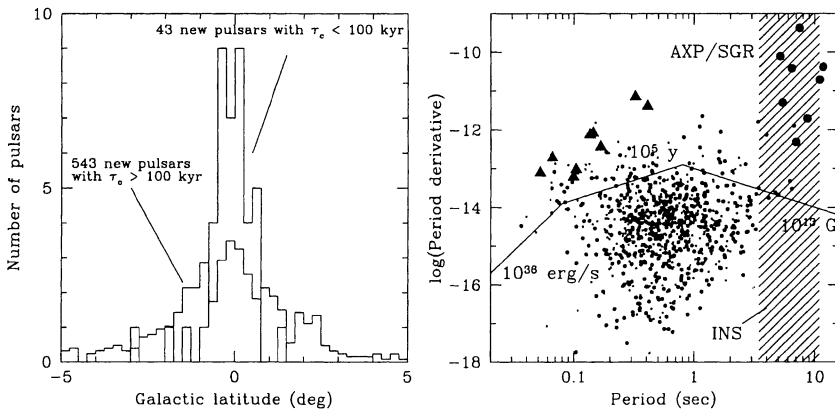 43 new pulsars with τc < 100 kyr
543 new pulsars
with τc > 100 kyr
Number of pulsars
10
5
0
-5
0
5
Galactic latitude (deg)
AXP/SGR
10⁵ y
10¹³ G
10³⁶ erg/s
INS
log(Period derivative)
-10
-12
-14
-16
-18
0.1
1
10
Period (sec)